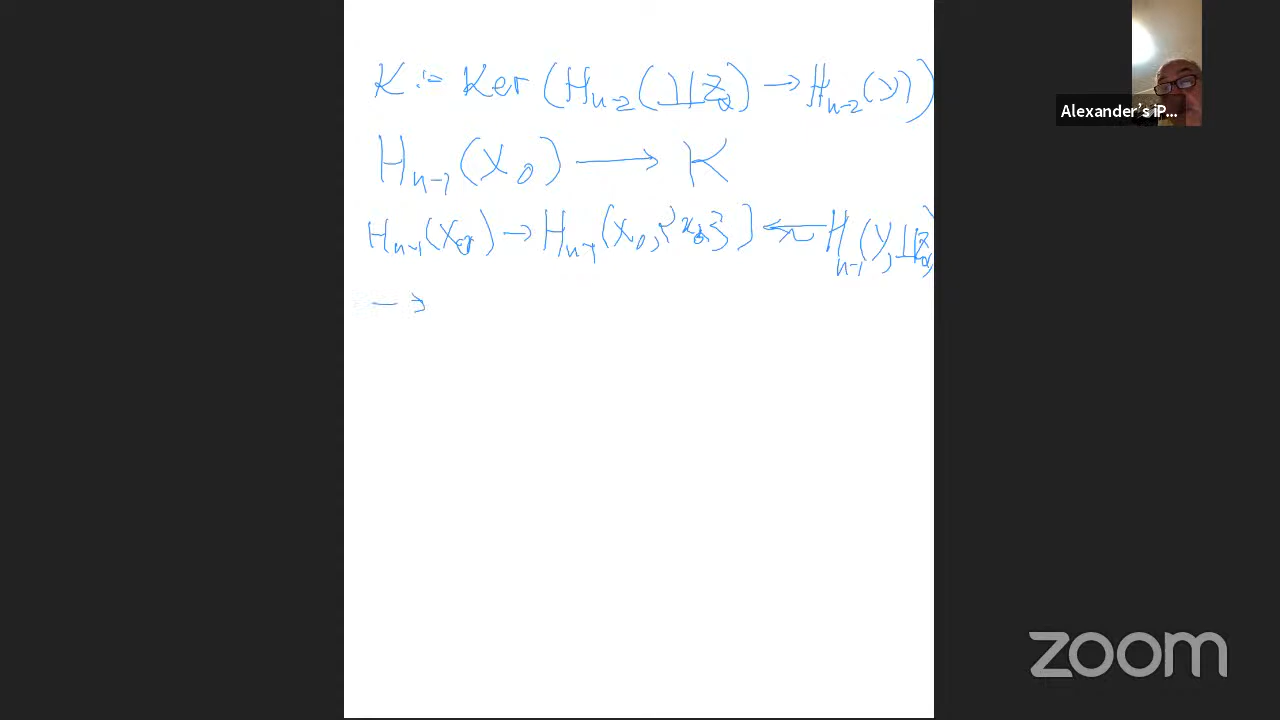 K := Ker (H_{n-2}(∐Z_α) → H_{n-2}(Y))
H_{n-1}(X_0) ⟶ K
H_{n-1}(X_0) → H_{n-1}(X_0, {x_α}) ⟵~ H_{n-1}(Y, ∐Z_α)
→
Alexander's iP...
zoom